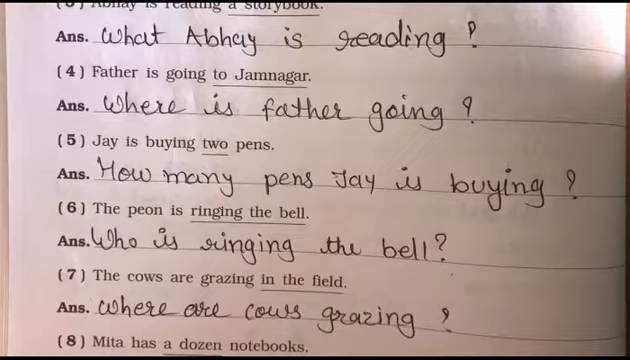 (3) Abhay is reading a storybook.
Ans. What Abhay is reading ?
(4) Father is going to Jamnagar.
Ans. Where is father going ?
(5) Jay is buying two pens.
Ans. How many pens Jay is buying ?
(6) The peon is ringing the bell.
Ans. Who is ringing the bell?
(7) The cows are grazing in the field.
Ans. Where are cows grazing ?
(8) Mita has a dozen notebooks.